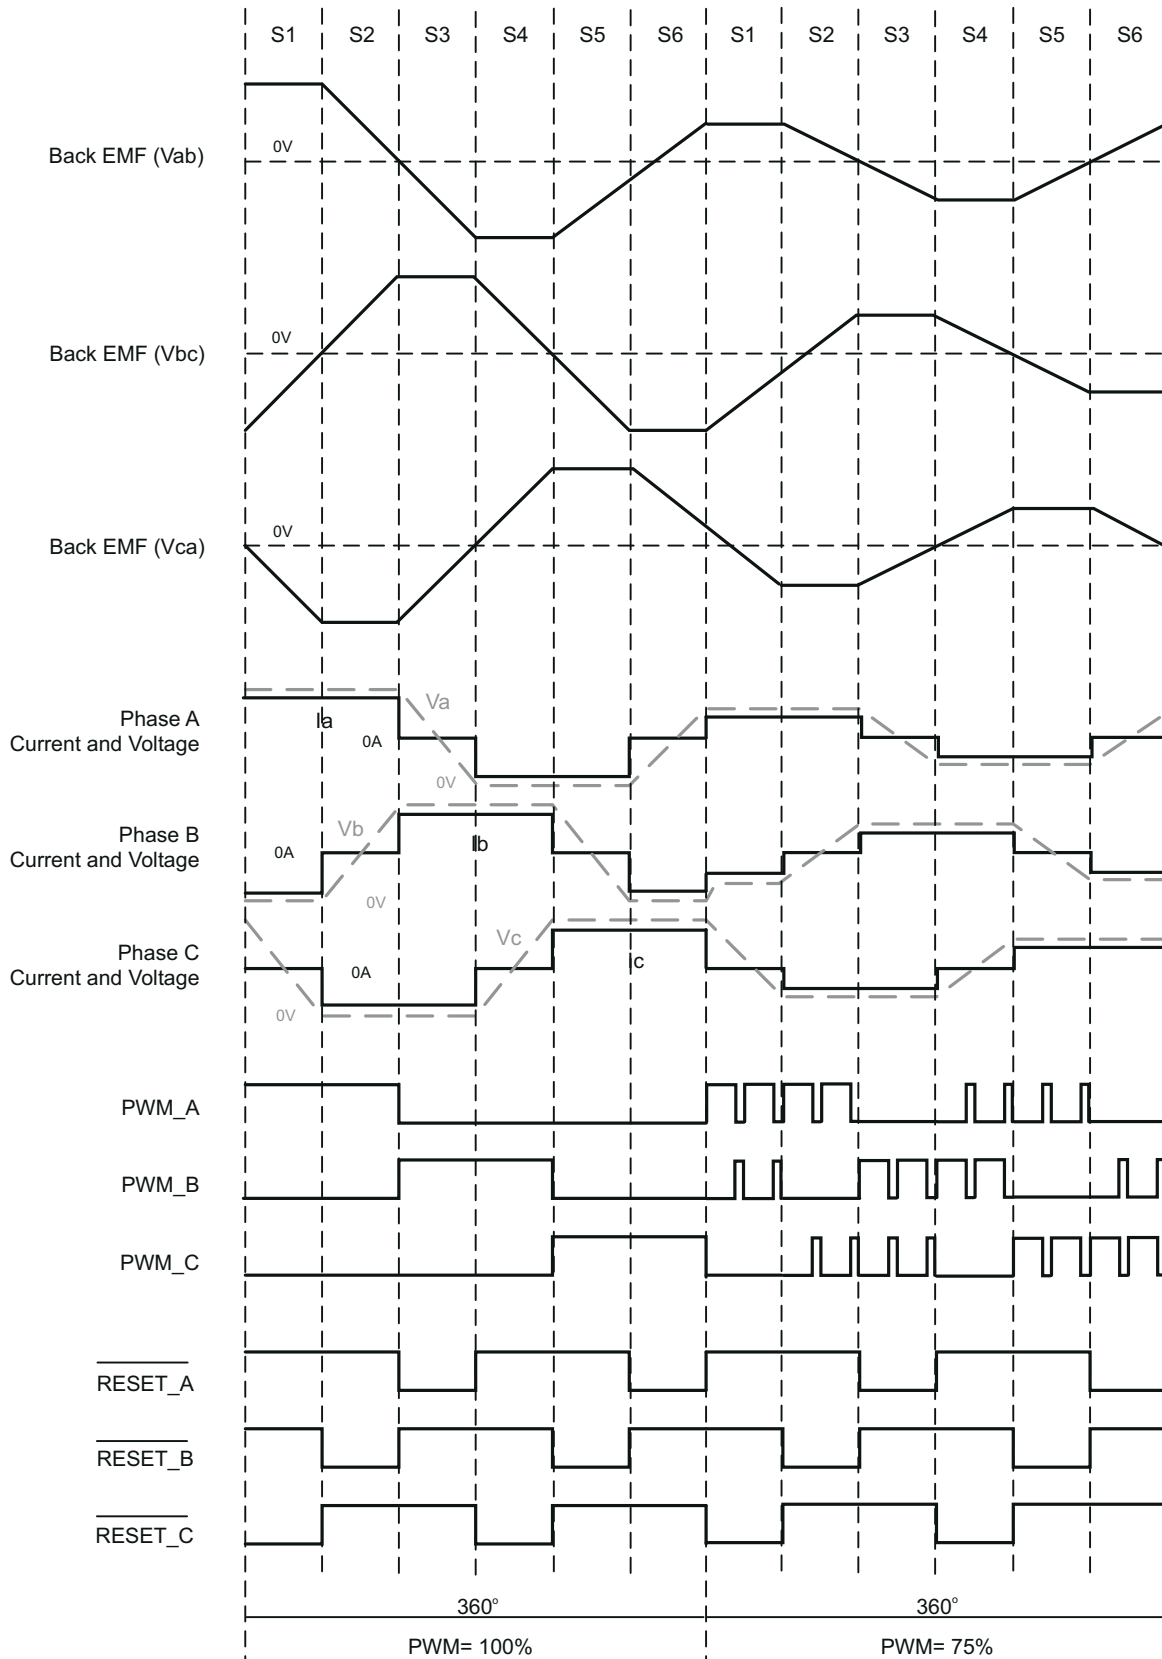 S1 S2 S3 S4 S5 S6 S1 S2 S3 S4 S5 S6
0V
Back EMF (Vab)
0V
Back EMF (Vbc)
0V
Back EMF (Vca)
Va
Phase A
Current and Voltage
Ia
0A
0V
Phase B
Current and Voltage
Vb
Ib
0A
0V
Phase C
Current and Voltage
Vc
Ic
0A
0V
PWM_A
PWM_B
PWM_C
RESET_A
RESET_B
RESET_C
360° 360°
PWM= 100% PWM= 75%